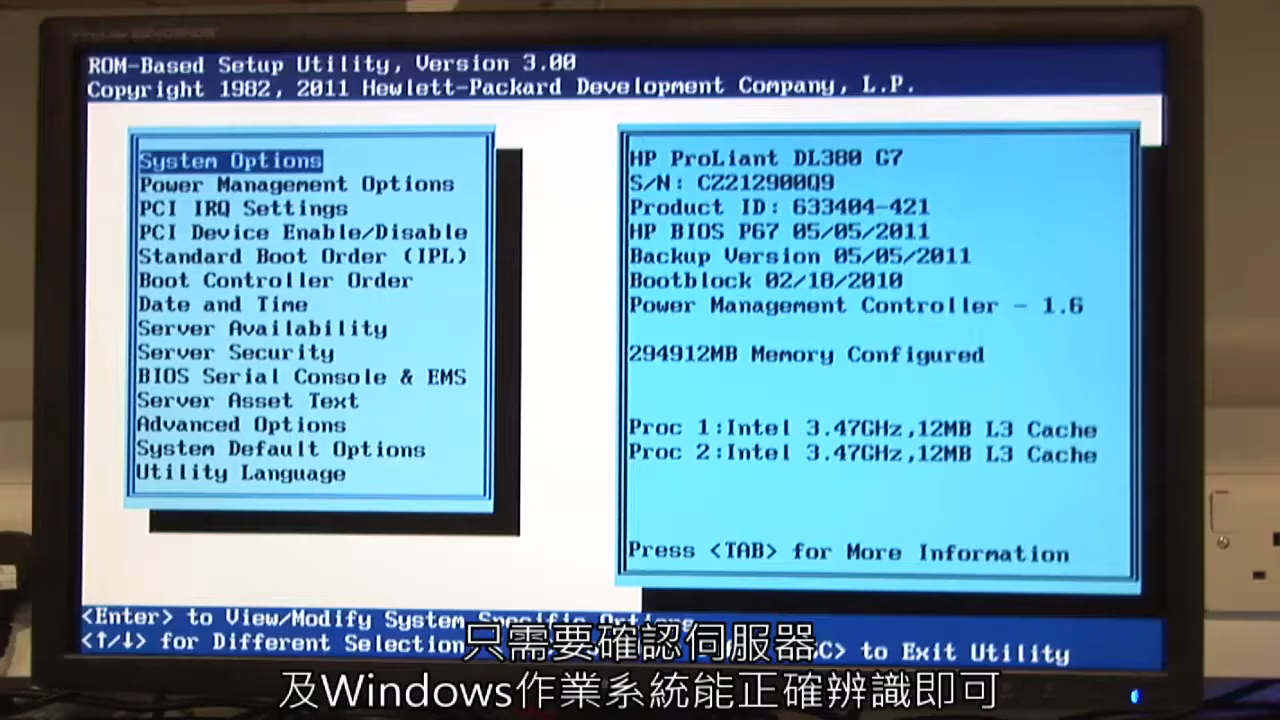 ROM-Based Setup Utility, Version 3.00
Copyright 1982, 2011 Hewlett-Packard Development Company, L.P.
System Options
Power Management Options
PCI IRQ Settings
PCI Device Enable/Disable
Standard Boot Order (IPL)
Boot Controller Order
Date and Time
Server Availability
Server Security
BIOS Serial Console & EMS
Server Asset Text
Advanced Options
System Default Options
Utility Language
HP ProLiant DL380 G7
S/N: CZ212900Q9
Product ID: 633404-421
HP BIOS P67 05/05/2011
Backup Version 05/05/2011
Bootblock 02/18/2010
Power Management Controller - 1.6
294912MB Memory Configured
Proc 1:Intel 3.47GHz,12MB L3 Cache
Proc 2:Intel 3.47GHz,12MB L3 Cache
Press <TAB> for More Information
<Enter> to View/Modify System Specific Options
<↑/↓> for Different Selection to Exit Utility
只需要確認伺服器
及Windows作業系統能正確辨識即可